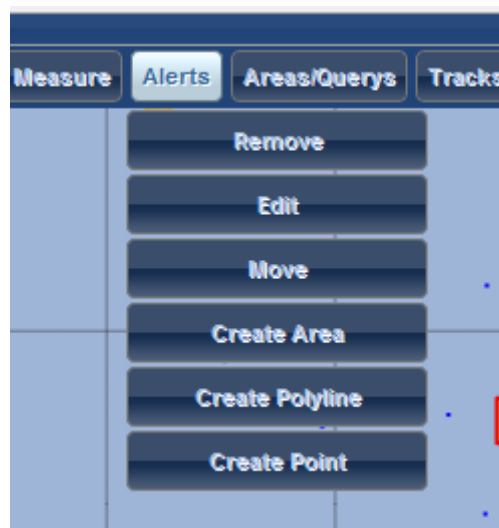 Measure Alerts Areas/Querys Tracks
Remove
Edit
Move
Create Area
Create Polyline
Create Point